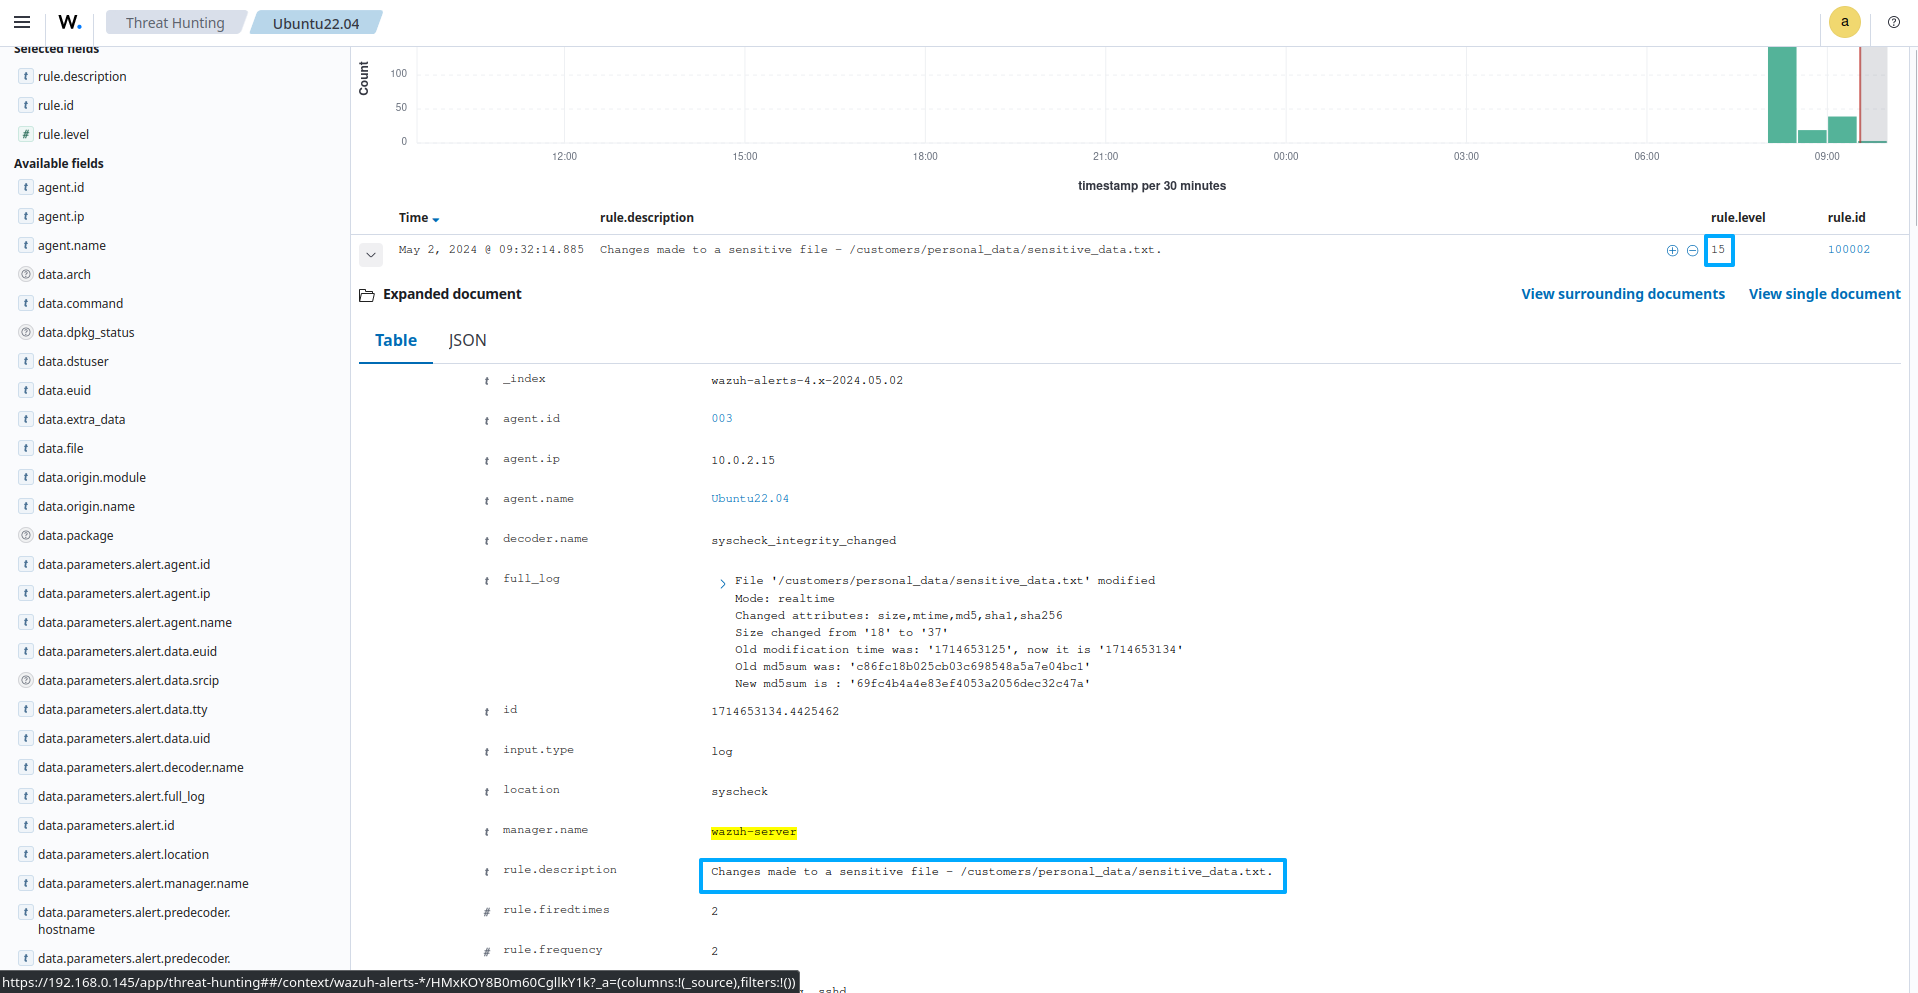 W.
Threat Hunting
Ubuntu22.04
a
Selected fields
t rule.description
t rule.id
# rule.level
Available fields
t agent.id
t agent.ip
t agent.name
data.arch
t data.command
data.dpkg_status
t data.dstuser
t data.euid
t data.extra_data
t data.file
t data.origin.module
t data.origin.name
data.package
t data.parameters.alert.agent.id
t data.parameters.alert.agent.ip
t data.parameters.alert.agent.name
t data.parameters.alert.data.euid
data.parameters.alert.data.srcip
t data.parameters.alert.data.tty
t data.parameters.alert.data.uid
t data.parameters.alert.decoder.name
t data.parameters.alert.full_log
t data.parameters.alert.id
t data.parameters.alert.location
t data.parameters.alert.manager.name
t data.parameters.alert.predecoder.
hostname
t data.parameters.alert.predecoder.
Count
100
50
0
12:00 15:00 18:00 21:00 00:00 03:00 06:00 09:00
timestamp per 30 minutes
Time rule.description rule.level rule.id
May 2, 2024 @ 09:32:14.885 Changes made to a sensitive file - /customers/personal_data/sensitive_data.txt. 15 100002
Expanded document View surrounding documents View single document
Table JSON
t _index wazuh-alerts-4.x-2024.05.02
t agent.id 003
t agent.ip 10.0.2.15
t agent.name Ubuntu22.04
t decoder.name syscheck_integrity_changed
t full_log File '/customers/personal_data/sensitive_data.txt' modified
Mode: realtime
Changed attributes: size,mtime,md5,sha1,sha256
Size changed from '18' to '37'
Old modification time was: '1714653125', now it is '1714653134'
Old md5sum was: 'c86fc18b025cb03c698548a5a7e04bc1'
New md5sum is : '69fc4b4a4e83ef4053a2056dec32c47a'
t id 1714653134.4425462
t input.type log
t location syscheck
t manager.name wazuh-server
t rule.description Changes made to a sensitive file - /customers/personal_data/sensitive_data.txt.
# rule.firedtimes 2
# rule.frequency 2
sshd
https://192.168.0.145/app/threat-hunting##/context/wazuh-alerts-*/HMxKOY8B0m60CgllkY1k?_a=(columns:!(_source),filters:!())